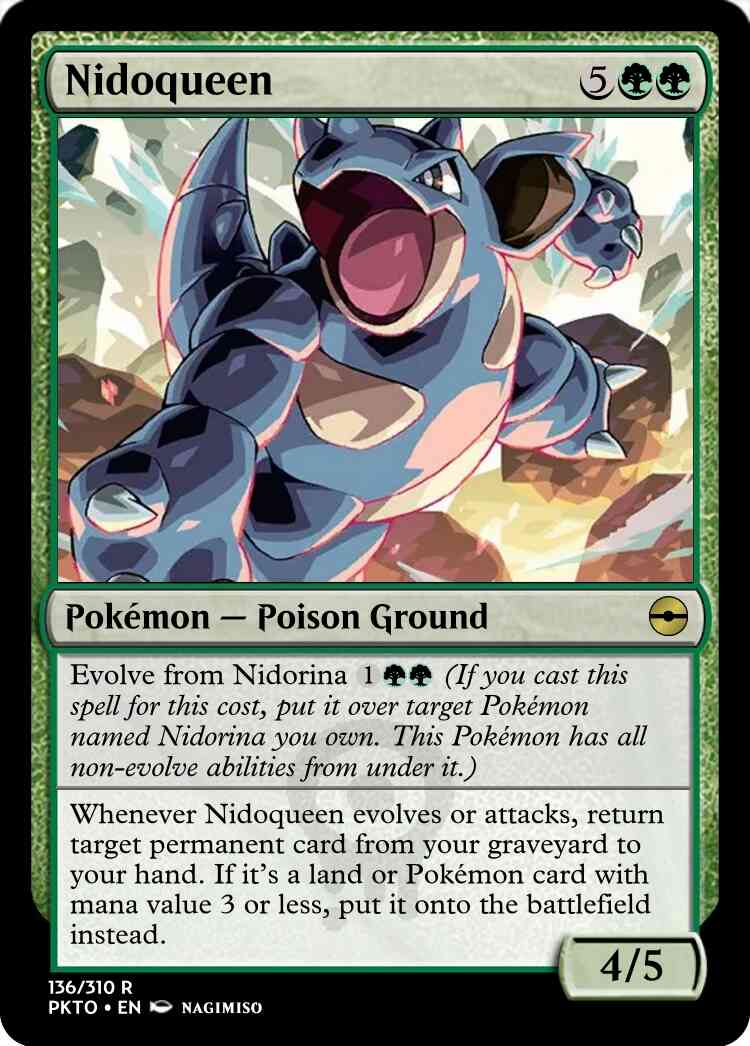 Nidoqueen 5
Pokémon — Poison Ground
Evolve from Nidorina 1 (If you cast this
spell for this cost, put it over target Pokémon
named Nidorina you own. This Pokémon has all
non-evolve abilities from under it.)
Whenever Nidoqueen evolves or attacks, return
target permanent card from your graveyard to
your hand. If it's a land or Pokémon card with
mana value 3 or less, put it onto the battlefield
instead.
4/5
136/310 R
PKTO • EN NAGIMISO